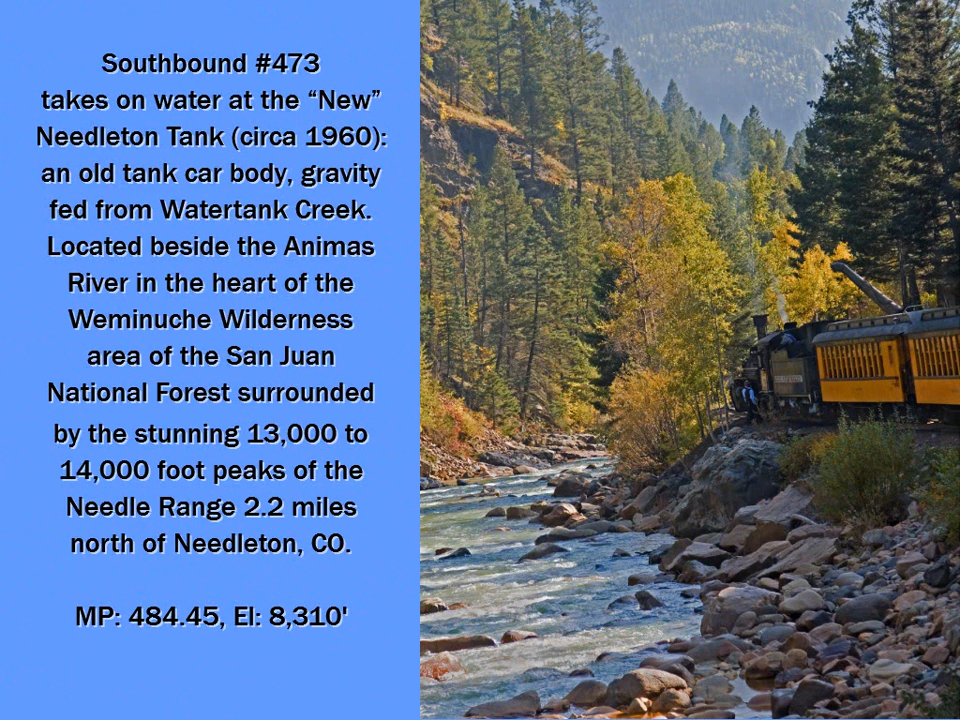 Southbound #473
takes on water at the “New”
Needleton Tank (circa 1960):
an old tank car body, gravity
fed from Watertank Creek.
Located beside the Animas
River in the heart of the
Weminuche Wilderness
area of the San Juan
National Forest surrounded
by the stunning 13,000 to
14,000 foot peaks of the
Needle Range 2.2 miles
north of Needleton, CO.
MP: 484.45, El: 8,310'